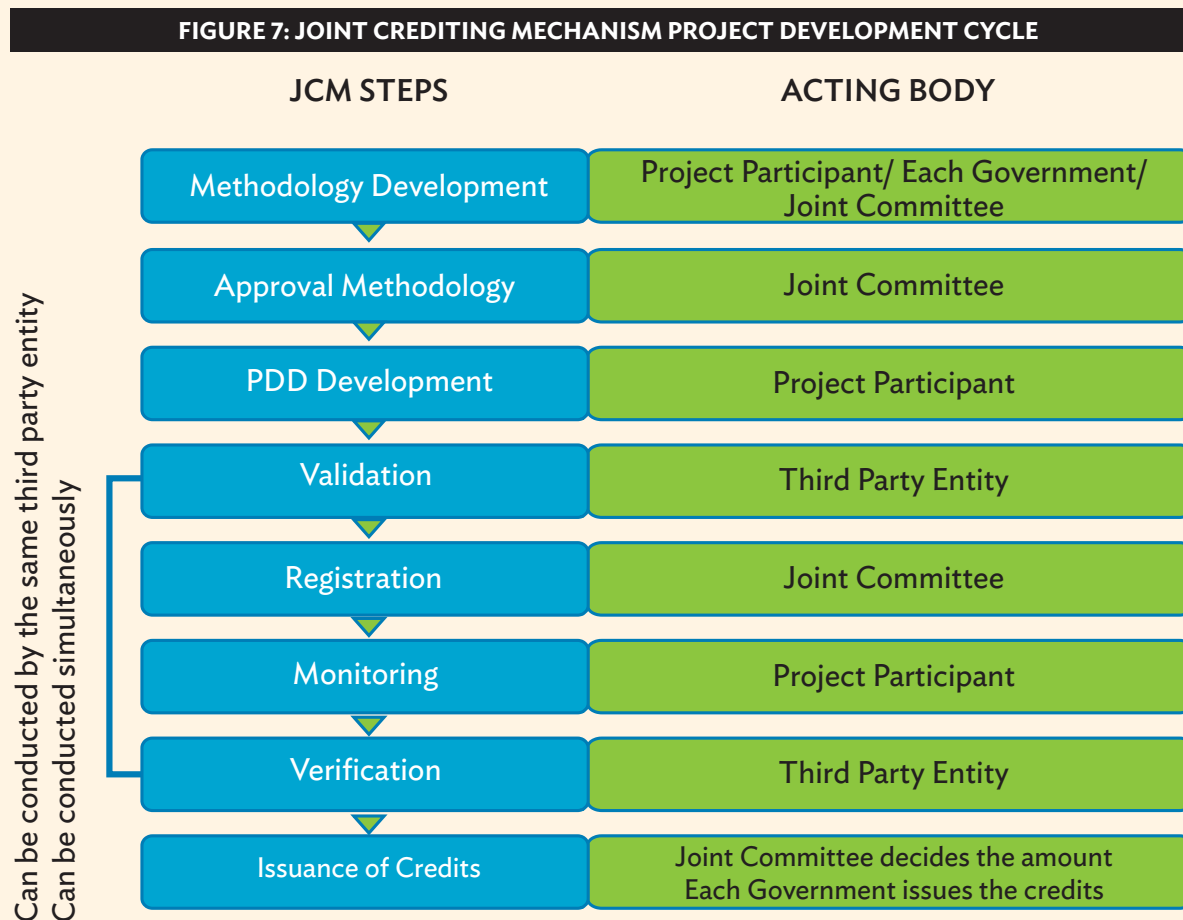 FIGURE 7: JOINT CREDITING MECHANISM PROJECT DEVELOPMENT CYCLE
JCM STEPS
ACTING BODY
Methodology Development
Project Participant/ Each Government/
Joint Committee
Approval Methodology
Joint Committee
PDD Development
Project Participant
Validation
Third Party Entity
Registration
Joint Committee
Monitoring
Project Participant
Verification
Third Party Entity
Issuance of Credits
Joint Committee decides the amount
Each Government issues the credits
Can be conducted by the same third party entity
Can be conducted simultaneously